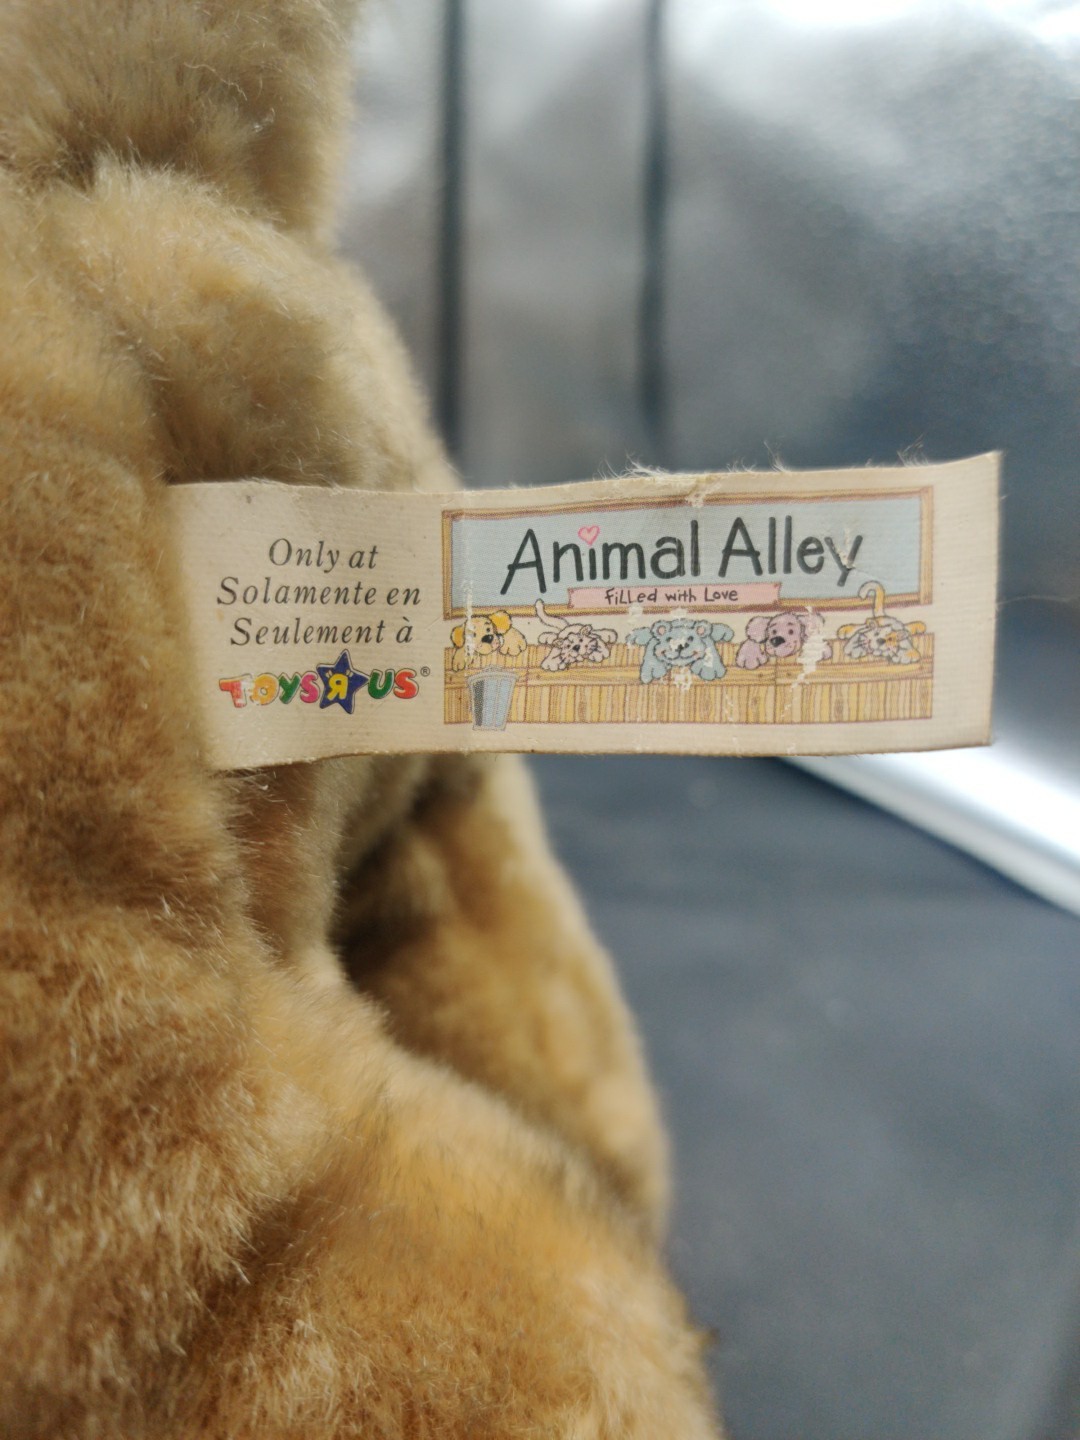 Only at
Solamente en
Seulement à
TOYS R US®
Animal Alley
Filled with Love